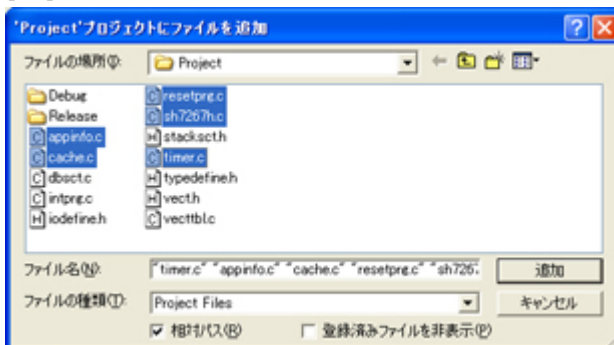 'Project'プロジェクトにファイルを追加
ファイルの場所(I): Project
Debug
Release
appinfo.c
cache.c
dbsct.c
intprg.c
iodefine.h
resetprg.c
sh7267h.c
stacksct.h
timer.c
typedefine.h
vect.h
vecttbl.c
ファイル名(N): "timer.c" "appinfo.c" "cache.c" "resetprg.c" "sh726 追加
ファイルの種類(T): Project Files キャンセル
相対パス(R) 登録済みファイルを非表示(P)